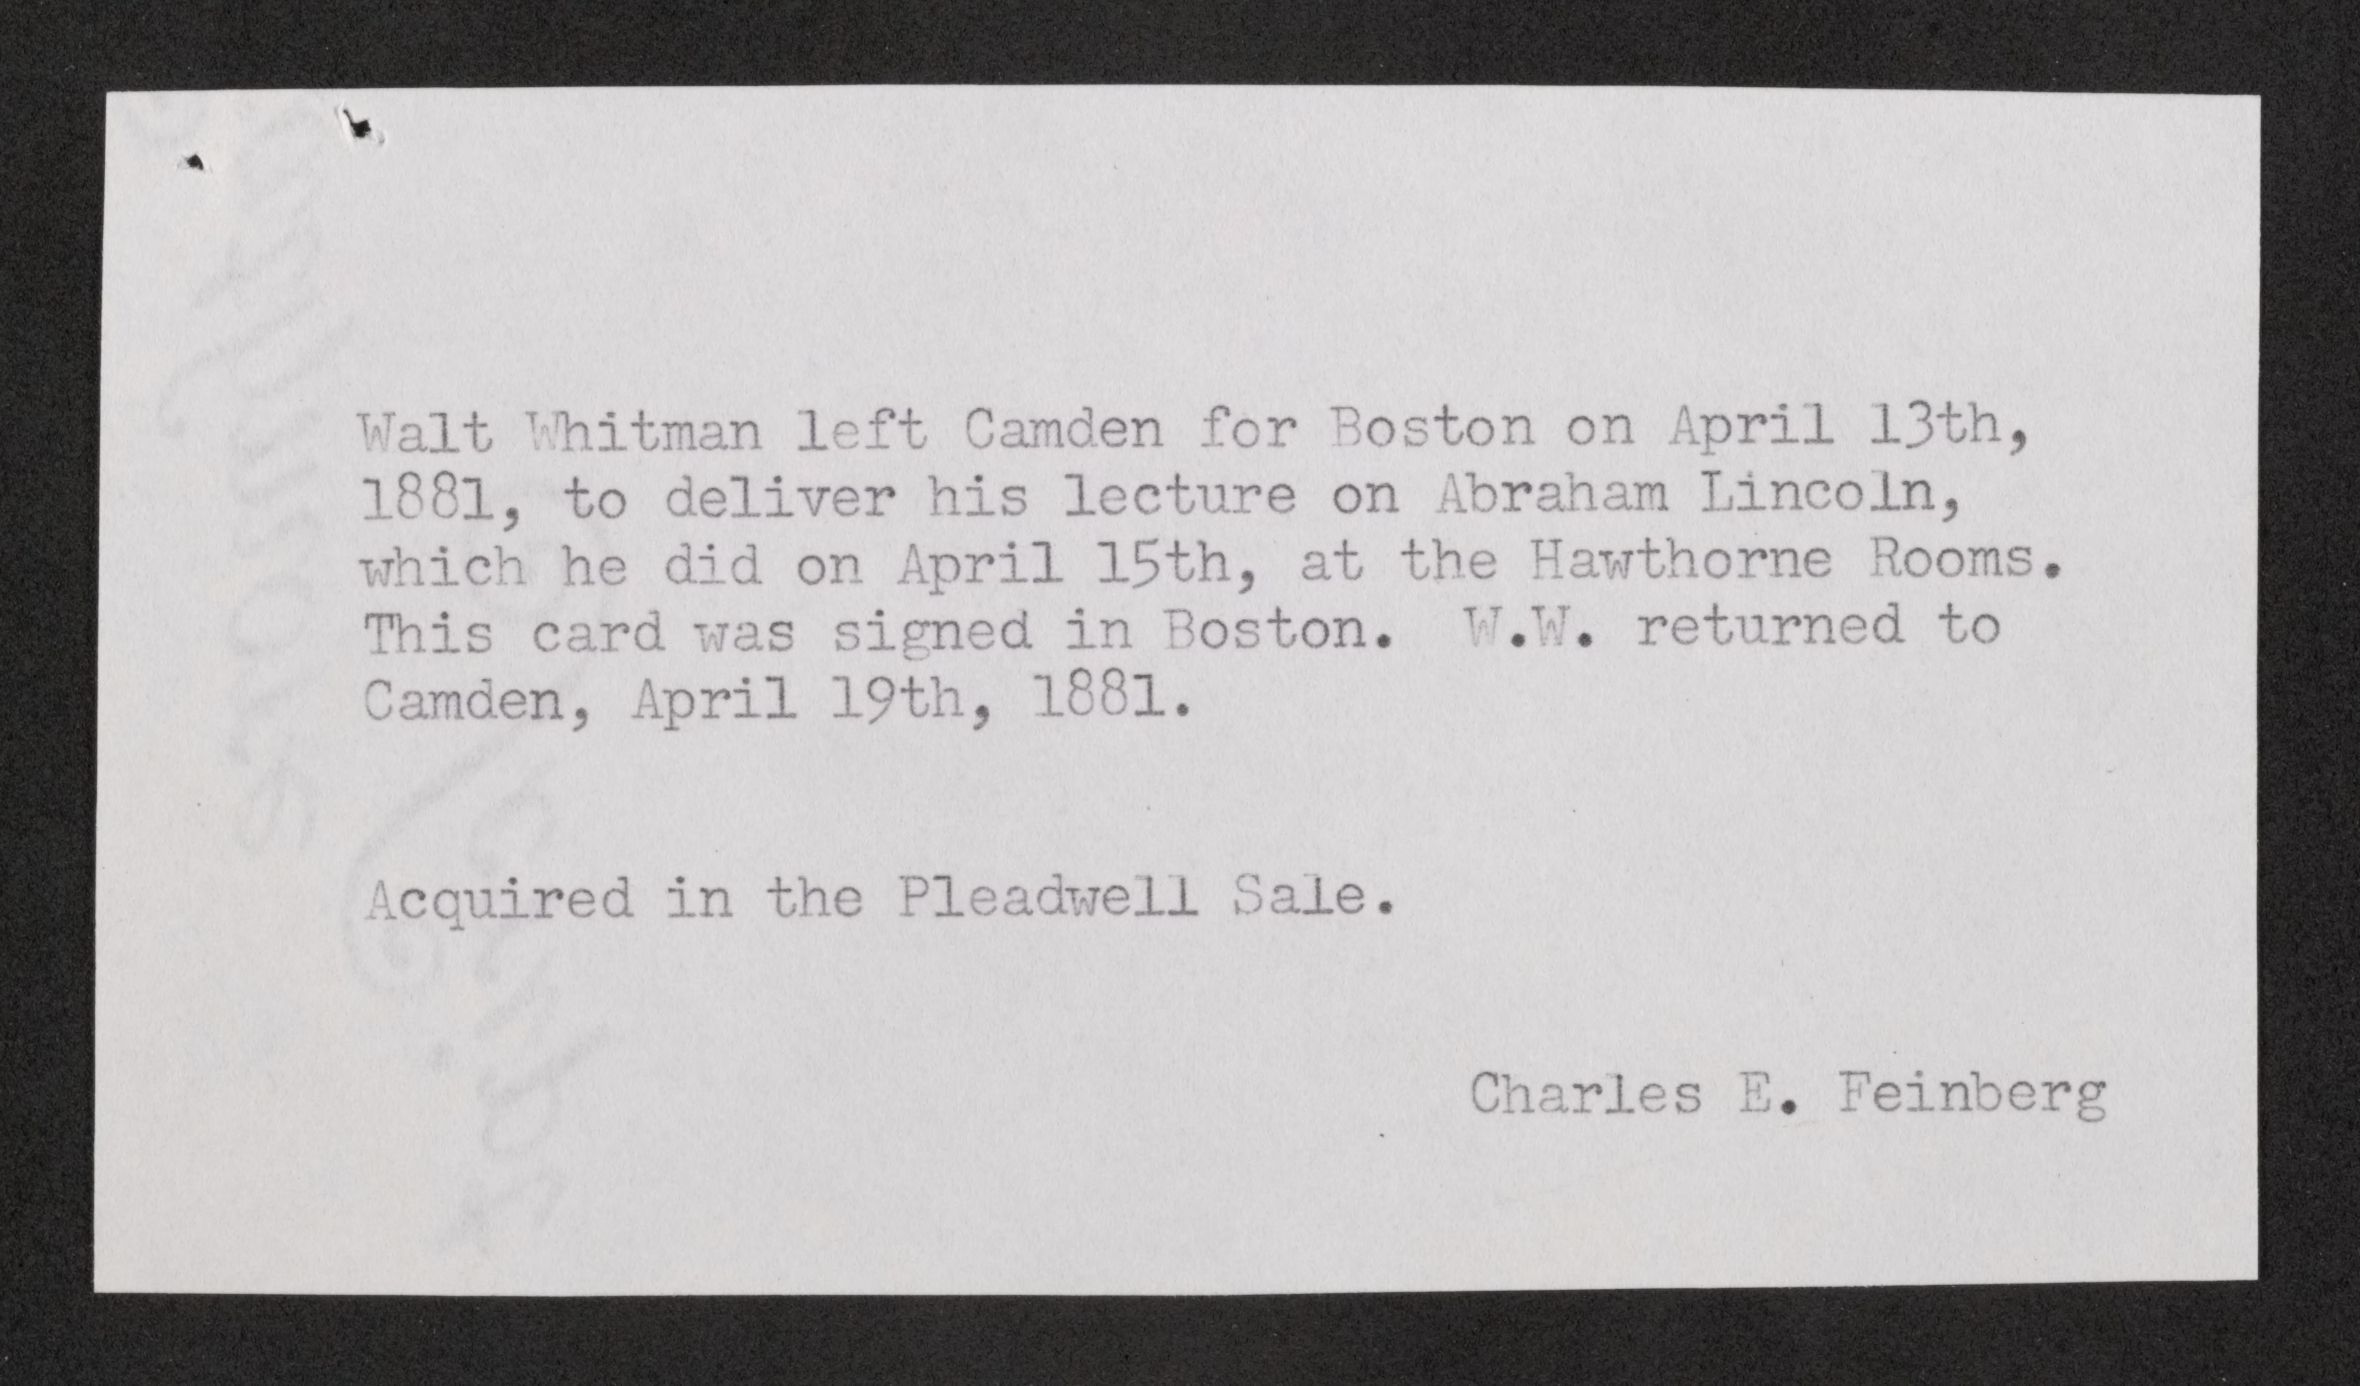 Walt Whitman left Camden for Boston on April 13th,
1881, to deliver his lecture on Abraham Lincoln,
which he did on April 15th, at the Hawthorne Rooms.
This card was signed in Boston.  W.W. returned to
Camden, April 19th, 1881.
Acquired in the Pleadwell Sale.
Charles E. Feinberg